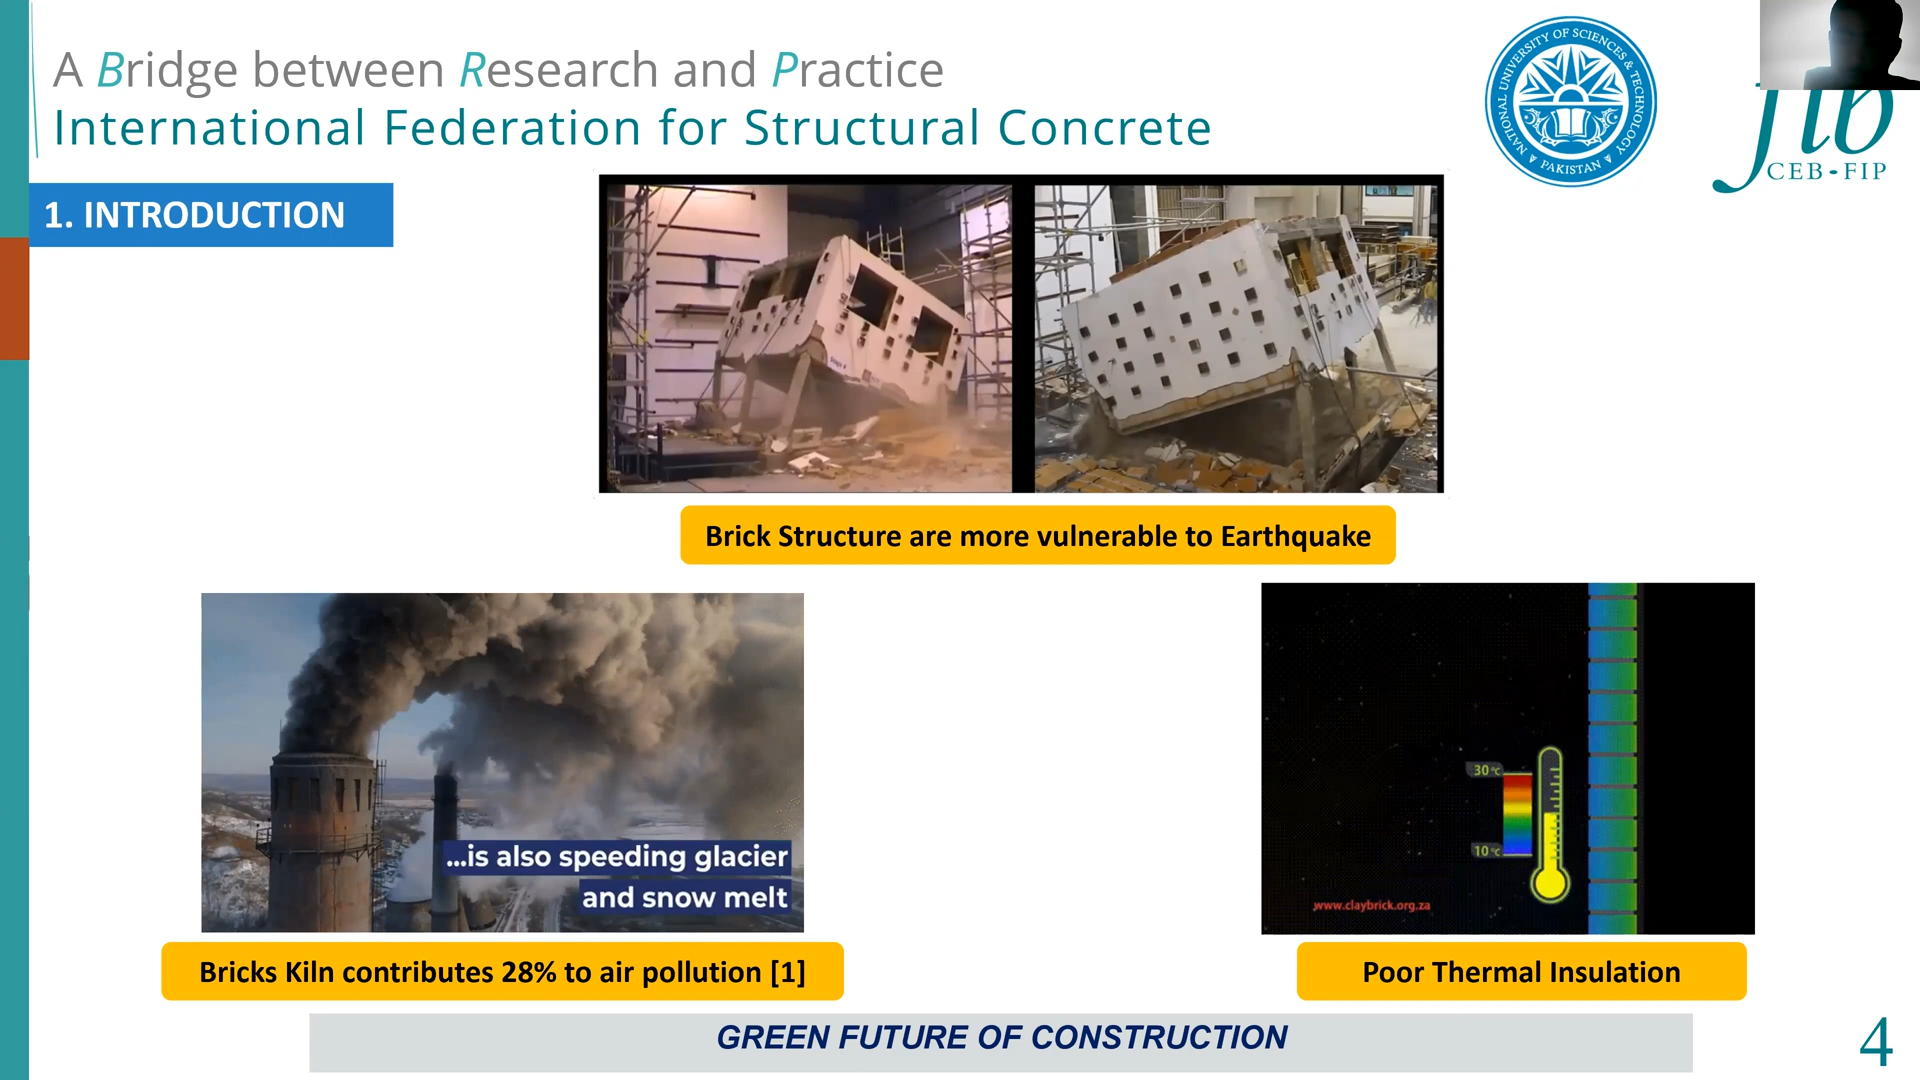 A Bridge between Research and Practice
International Federation for Structural Concrete
NATIONAL UNIVERSITY OF SCIENCES & TECHNOLOGY
PAKISTAN
fib
CEB-FIP
1. INTRODUCTION
Brick Structure are more vulnerable to Earthquake
...is also speeding glacier
and snow melt
30°C
10°C
www.claybrick.org.za
Bricks Kiln contributes 28% to air pollution [1]
Poor Thermal Insulation
GREEN FUTURE OF CONSTRUCTION
4